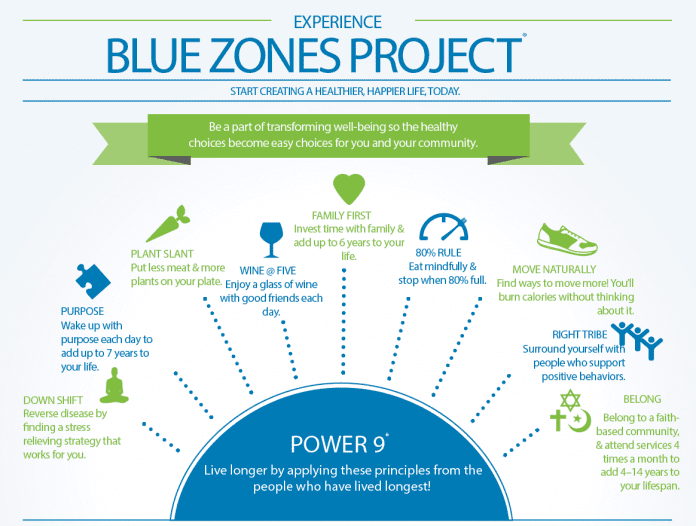 EXPERIENCE
BLUE ZONES PROJECT®
START CREATING A HEALTHIER, HAPPIER LIFE, TODAY.
Be a part of transforming well-being so the healthy
choices become easy choices for you and your community.
DOWN SHIFT
Reverse disease by
finding a stress
relieving strategy that
works for you.
PURPOSE
Wake up with
purpose each day to
add up to 7 years to
your life.
PLANT SLANT
Put less meat & more
plants on your plate.
WINE @ FIVE
Enjoy a glass of wine
with good friends each
day.
FAMILY FIRST
Invest time with family &
add up to 6 years to your
life.
80% RULE
Eat mindfully &
stop when 80% full.
MOVE NATURALLY
Find ways to move more! You'll
burn calories without thinking
about it.
RIGHT TRIBE
Surround yourself with
people who support
positive behaviors.
BELONG
Belong to a faith-
based community,
& attend services 4
times a month to
add 4–14 years to
your lifespan.
POWER 9®
Live longer by applying these principles from the
people who have lived longest!